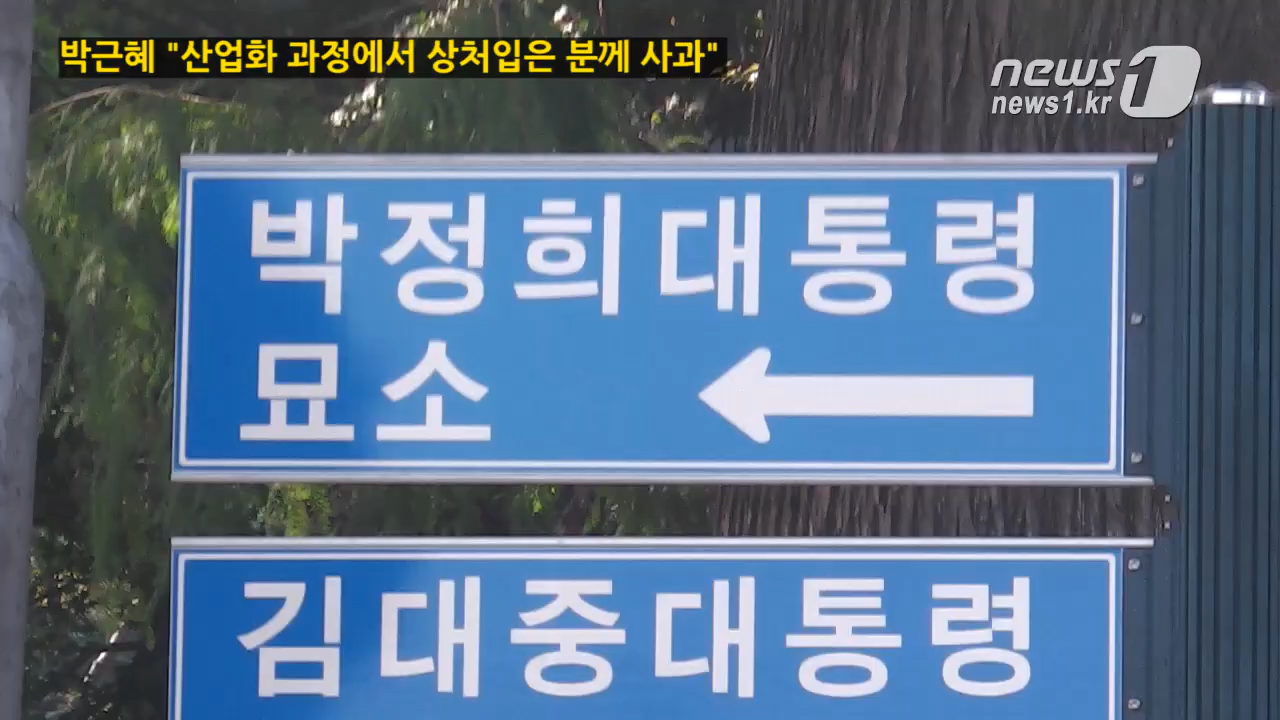 박근혜 "산업화 과정에서 상처입은 분께 사과"
news1
news1.kr
박정희대통령
묘소
김대중대통령